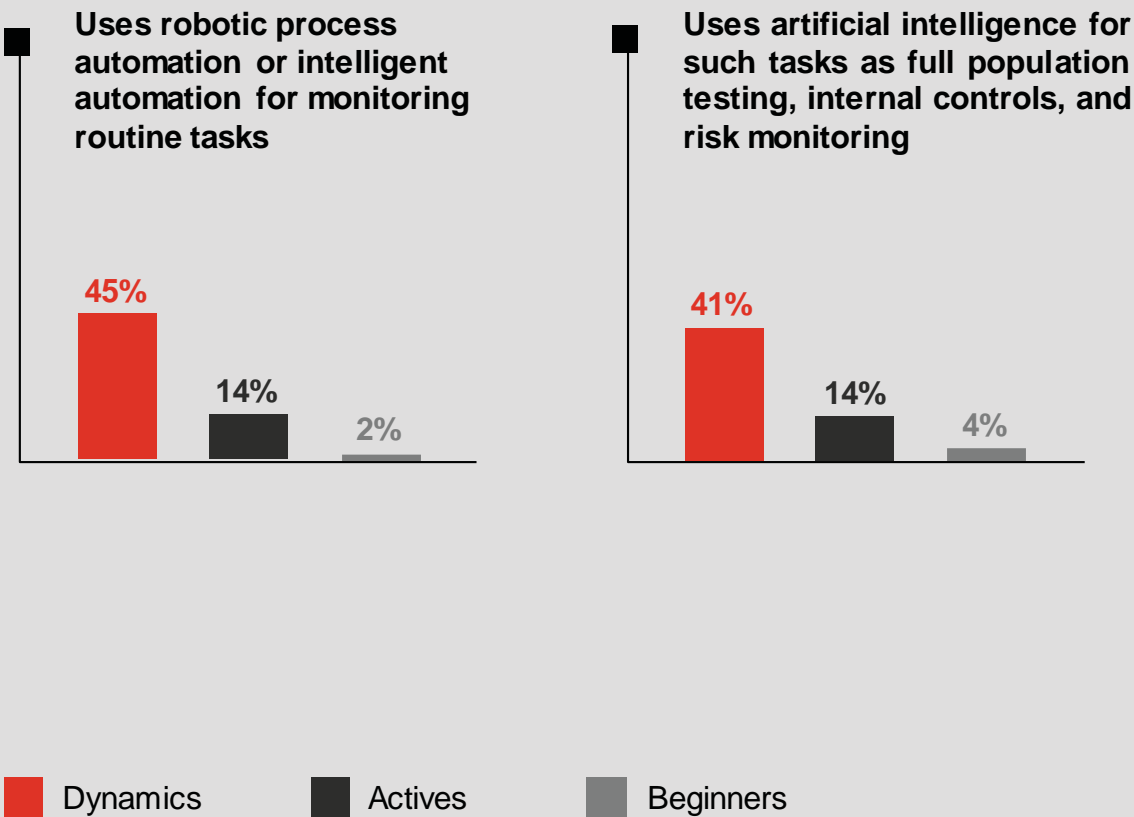 Uses robotic process
automation or intelligent
automation for monitoring
routine tasks
45%
14%
2%
Uses artificial intelligence for
such tasks as full population
testing, internal controls, and
risk monitoring
41%
14%
4%
Dynamics
Actives
Beginners